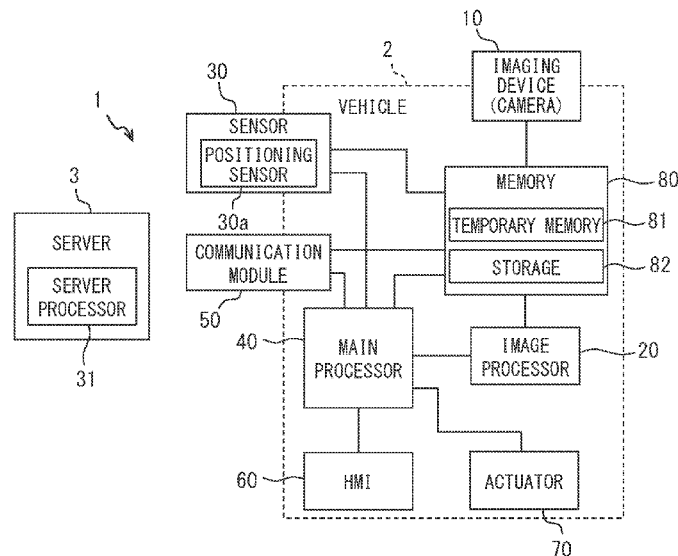 10
2
IMAGING
DEVICE
(CAMERA)
30
VEHICLE
1
SENSOR
POSITIONING
SENSOR
MEMORY
80
3
30a
TEMPORARY MEMORY
81
SERVER
COMMUNICATION
MODULE
STORAGE
82
SERVER
PROCESSOR
50
40
MAIN
PROCESSOR
IMAGE
PROCESSOR
20
31
60
HMI
ACTUATOR
70